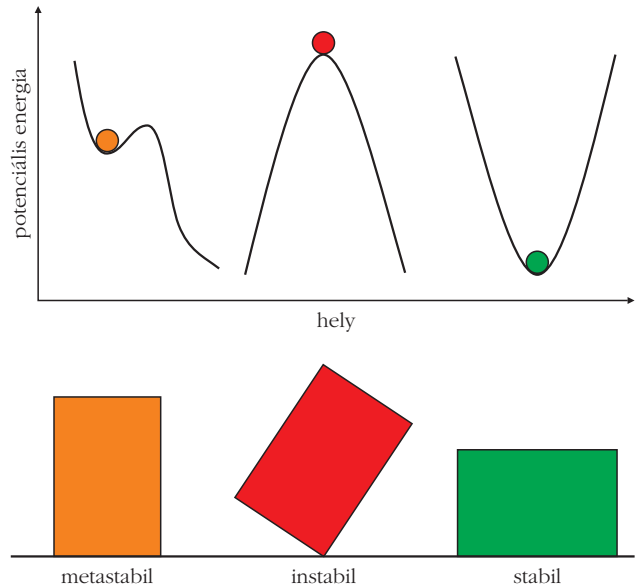 potenciális energia
hely
metastabil
instabil
stabil